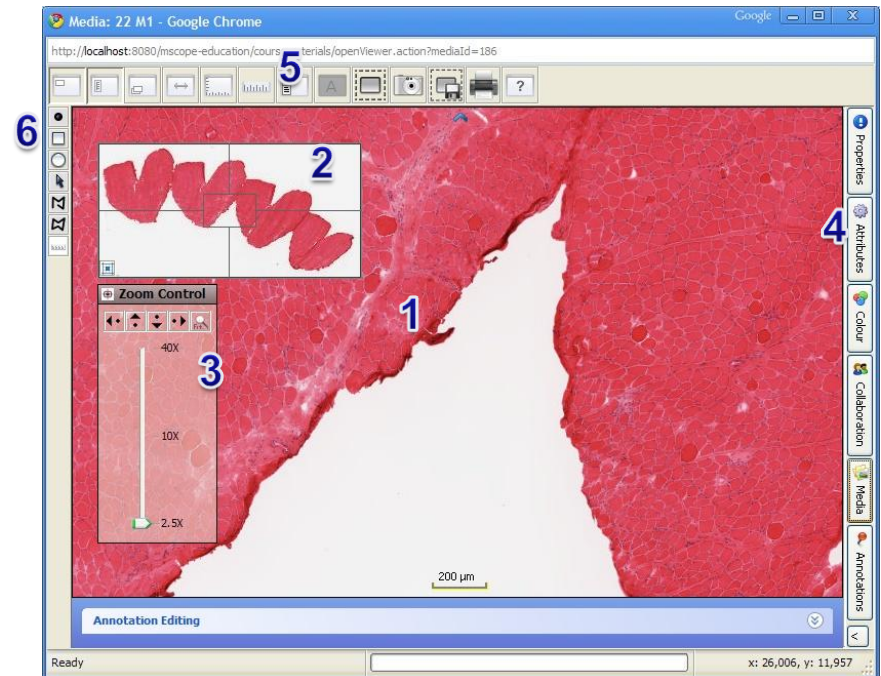 Media: 22 M1 - Google Chrome
Google
http://localhost:8080/mscope-education/cours terials/openViewer.action?mediaId=186
5
A
?
6
2
Properties
4
Attributes
1
Zoom Control
3
40X
10X
2.5X
Colour
Collaboration
Media
Annotations
200 µm
Annotation Editing
<
Ready
x: 26,006, y: 11,957